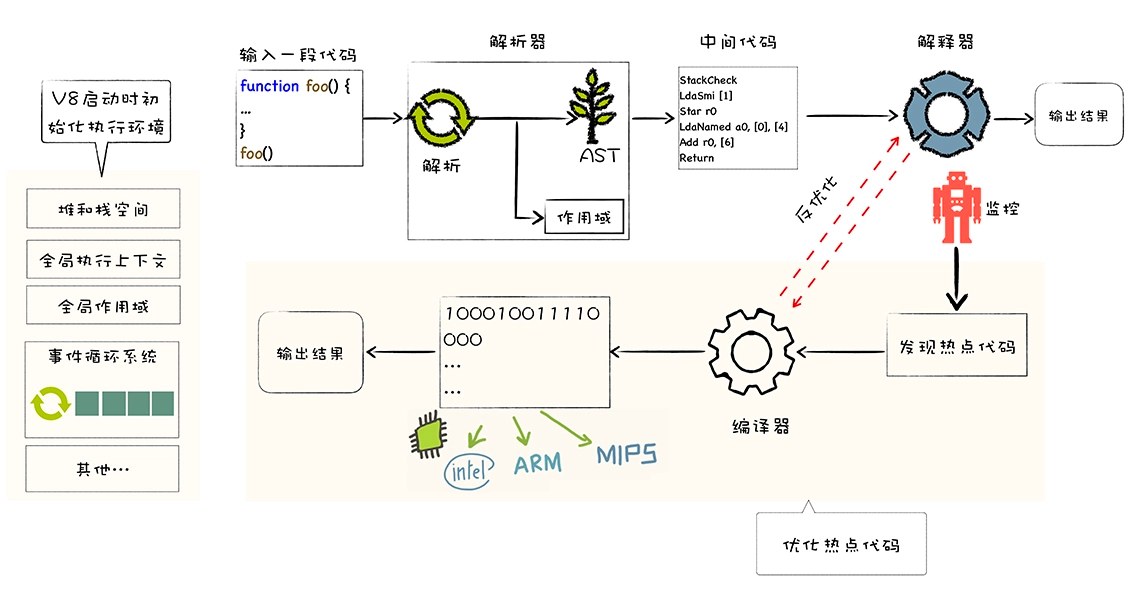 V8启动时初
始化执行环境
堆和栈空间
全局执行上下文
全局作用域
事件循环系统
其他…
输入一段代码
function foo() {
...
}
foo()
解析器
解析
AST
作用域
中间代码
StackCheck
LdaSmi [1]
Star r0
LdaNamed a0, [0], [4]
Add r0, [6]
Return
解释器
输出结果
反优化
监控
发现热点代码
编译器
10001001110
000
...
...
输出结果
intel
ARM
MIPS
优化热点代码